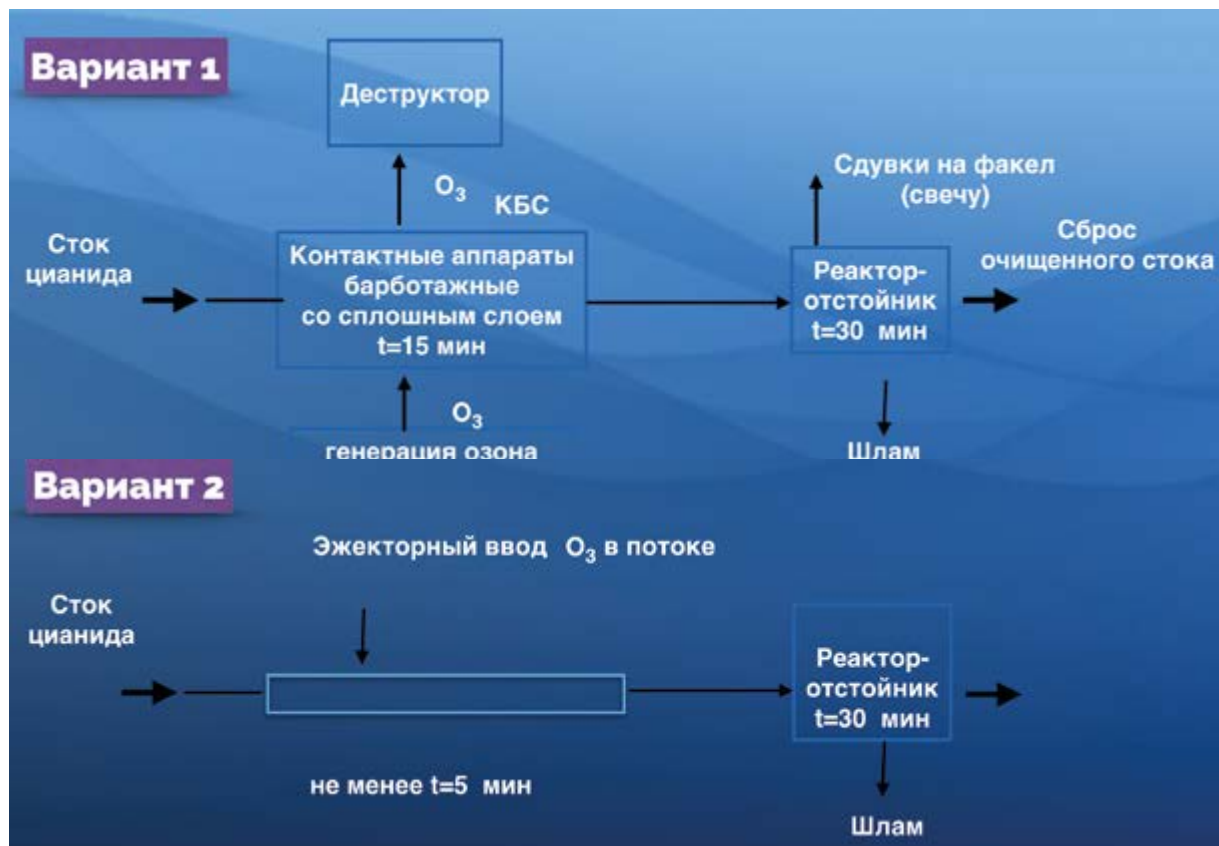 Вариант 1
Деструктор
O₃
КБС
Сдувки на факел
(свечу)
Сток
цианида
Контактные аппараты
барботажные
со сплошным слоем
t=15 мин
Реактор-
отстойник
t=30 мин
Сброс
очищенного стока
O₃
генерация озона
Шлам
Вариант 2
Эжекторный ввод O₃ в потоке
Сток
цианида
Реактор-
отстойник
t=30 мин
не менее t=5 мин
Шлам